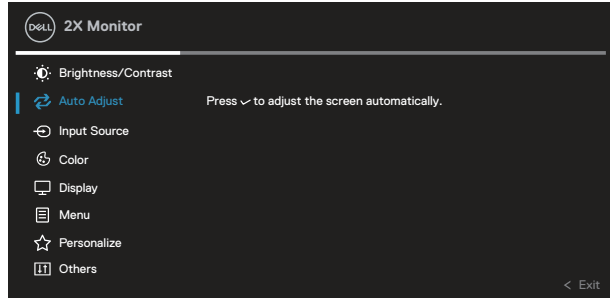 DELL 2X Monitor
Brightness/Contrast
Auto Adjust Press ✓ to adjust the screen automatically.
Input Source
Color
Display
Menu
Personalize
Others
< Exit